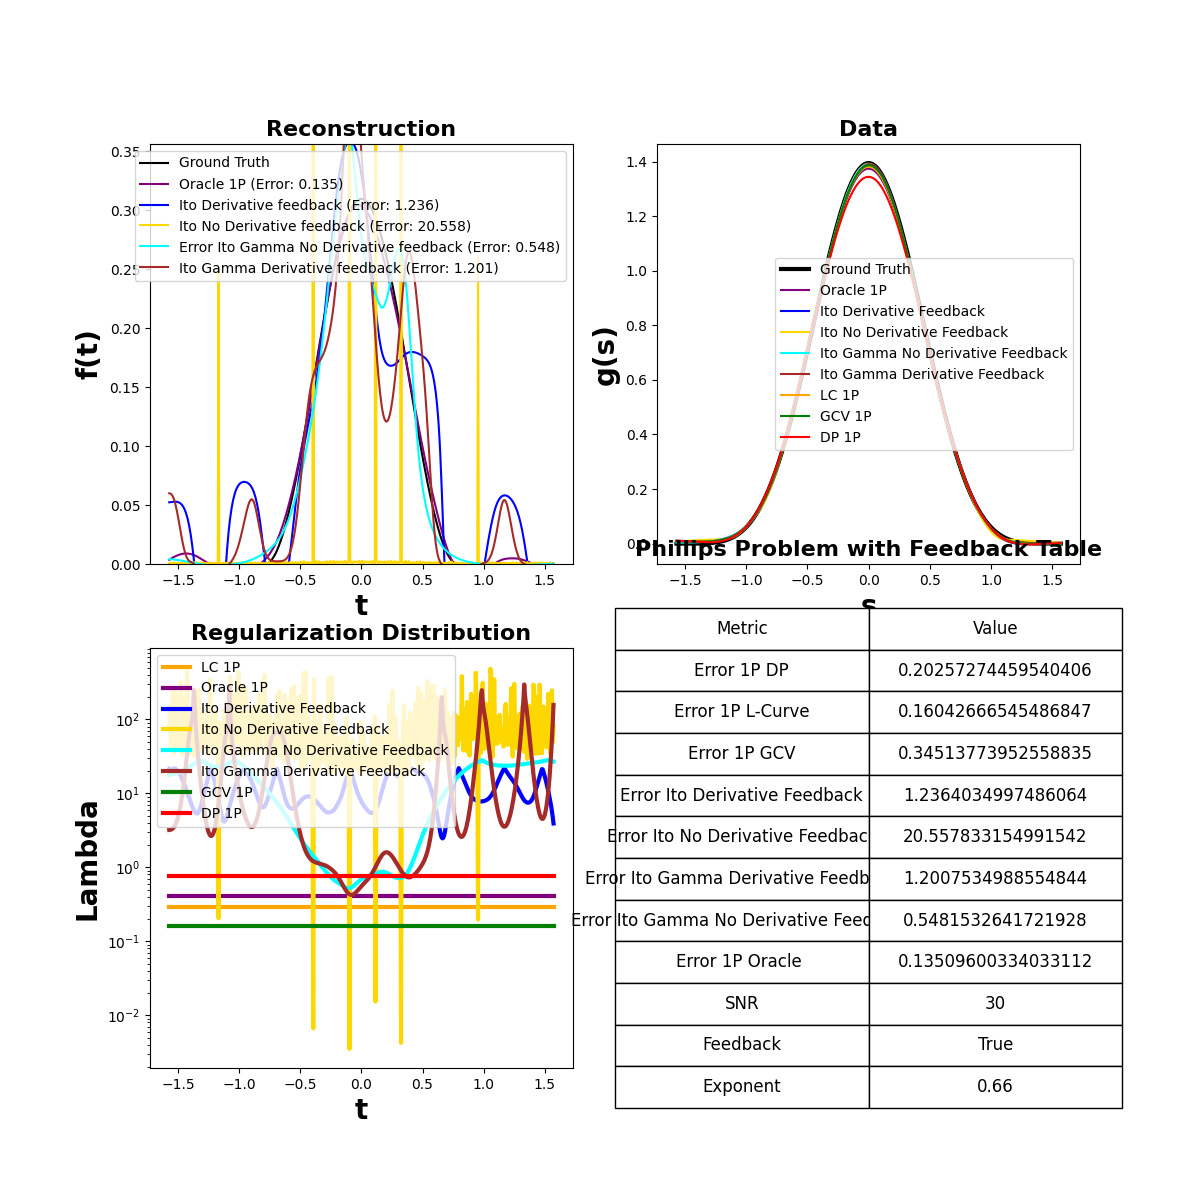 Reconstruction
f(t)
0.35
0.30
0.25
0.20
0.15
0.10
0.05
0.00
Ground Truth
Oracle 1P (Error: 0.135)
Ito Derivative feedback (Error: 1.236)
Ito No Derivative feedback (Error: 20.558)
Error Ito Gamma No Derivative feedback (Error: 0.548)
Ito Gamma Derivative feedback (Error: 1.201)
−1.5 −1.0 −0.5 0.0 0.5 1.0 1.5
t
Data
g(s)
1.4
1.2
1.0
0.8
0.6
0.4
0.2
Ground Truth
Oracle 1P
Ito Derivative Feedback
Ito No Derivative Feedback
Ito Gamma No Derivative Feedback
Ito Gamma Derivative Feedback
LC 1P
GCV 1P
DP 1P
−1.5 −1.0 −0.5 0.0 0.5 1.0 1.5
s
Regularization Distribution
Lambda
10²
10¹
10⁰
10⁻¹
10⁻²
LC 1P
Oracle 1P
Ito Derivative Feedback
Ito No Derivative Feedback
Ito Gamma No Derivative Feedback
Ito Gamma Derivative Feedback
GCV 1P
DP 1P
−1.5 −1.0 −0.5 0.0 0.5 1.0 1.5
t
Phillips Problem with Feedback Table
Metric Value
Error 1P DP 0.20257274459540406
Error 1P L-Curve 0.16042666545486847
Error 1P GCV 0.34513773952558835
Error Ito Derivative Feedback 1.2364034997486064
Error Ito No Derivative Feedbac 20.557833154991542
Error Ito Gamma Derivative Feedb 1.2007534988554844
Error Ito Gamma No Derivative Feed 0.5481532641721928
Error 1P Oracle 0.13509600334033112
SNR 30
Feedback True
Exponent 0.66